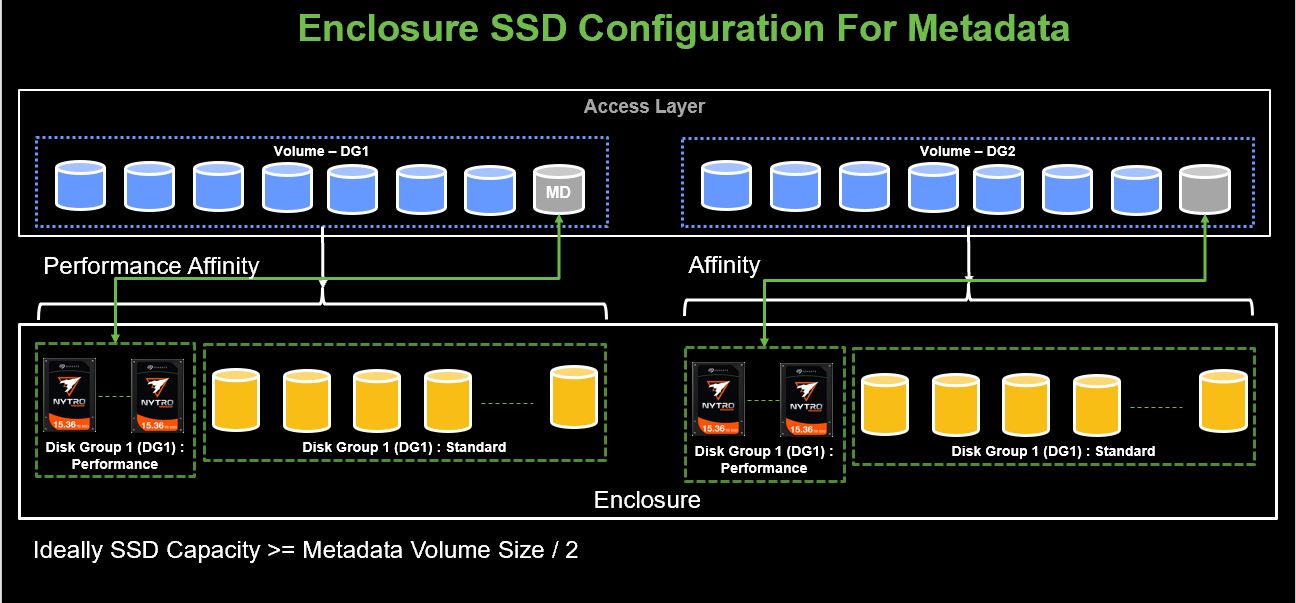 Enclosure SSD Configuration For Metadata
Access Layer
Volume – DG1
Volume – DG2
MD
Performance Affinity
Affinity
NYTRO
15.36
NYTRO
15.36
NYTRO
15.36
NYTRO
15.36
Disk Group 1 (DG1) :
Performance
Disk Group 1 (DG1) : Standard
Disk Group 1 (DG1) :
Performance
Disk Group 1 (DG1) : Standard
Enclosure
Ideally SSD Capacity >= Metadata Volume Size / 2